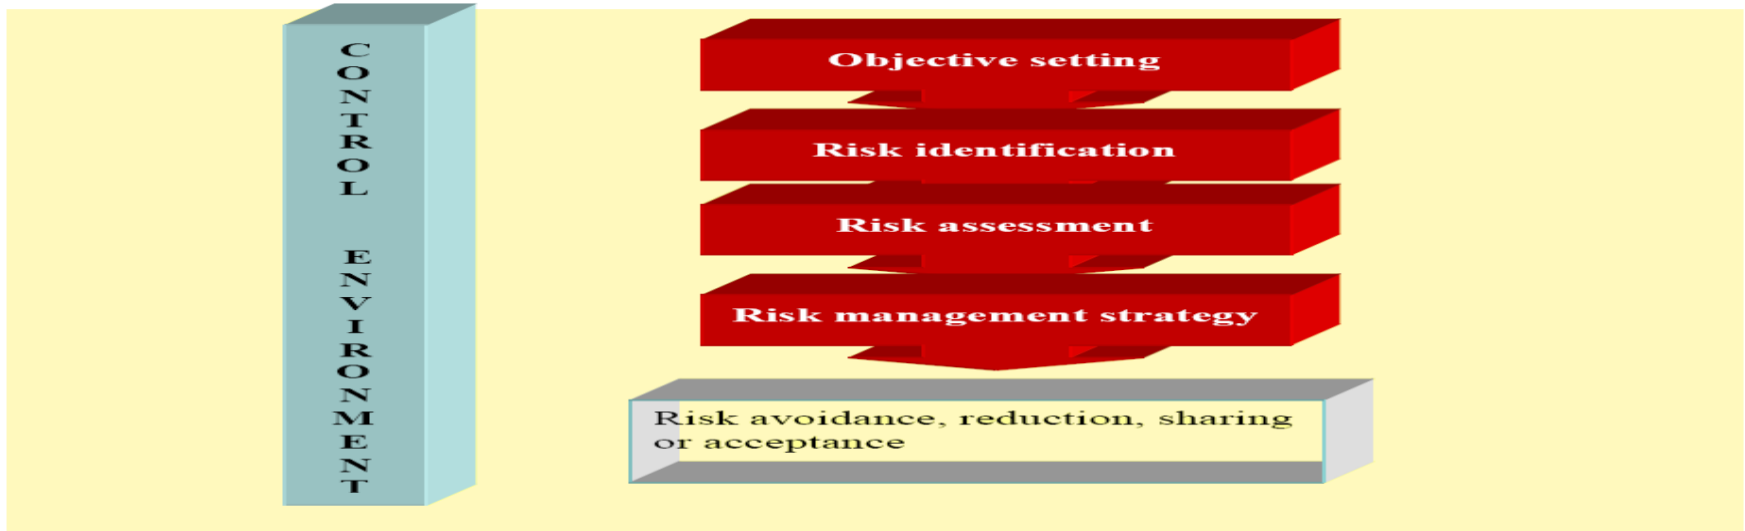 CONTROL ENVIRONMENT
Objective setting
Risk identification
Risk assessment
Risk management strategy
Risk avoidance, reduction, sharing
or acceptance